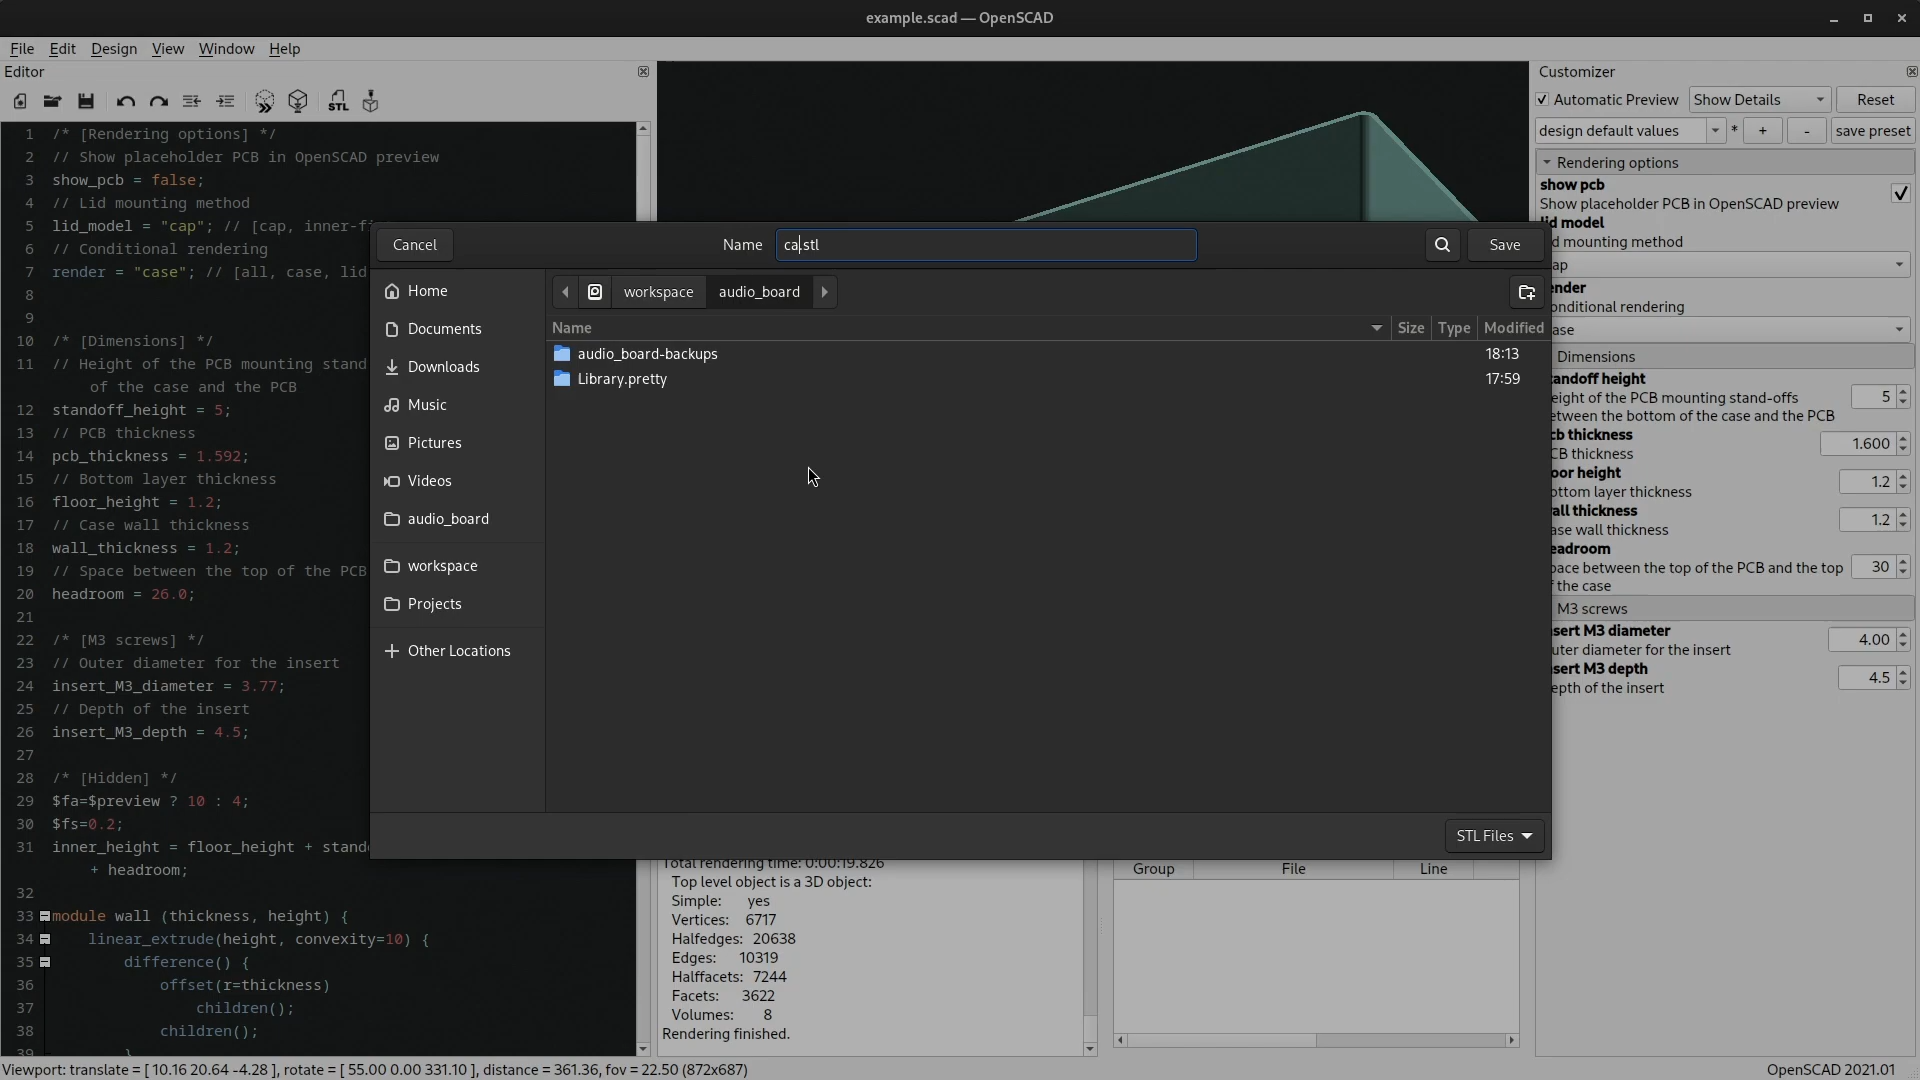 example.scad — OpenSCAD
File Edit Design View Window Help
Editor
STL
1 /* [Rendering options] */
2 // Show placeholder PCB in OpenSCAD preview
3 show_pcb = false;
4 // Lid mounting method
5 lid_model = "cap"; // [cap, inner-fi
6 // Conditional rendering
7 render = "case"; // [all, case, lid
8
9
10 /* [Dimensions] */
11 // Height of the PCB mounting stand
of the case and the PCB
12 standoff_height = 5;
13 // PCB thickness
14 pcb_thickness = 1.592;
15 // Bottom layer thickness
16 floor_height = 1.2;
17 // Case wall thickness
18 wall_thickness = 1.2;
19 // Space between the top of the PCB
20 headroom = 26.0;
21
22 /* [M3 screws] */
23 // Outer diameter for the insert
24 insert_M3_diameter = 3.77;
25 // Depth of the insert
26 insert_M3_depth = 4.5;
27
28 /* [Hidden] */
29 $fa=$preview ? 10 : 4;
30 $fs=0.2;
31 inner_height = floor_height + stand
+ headroom;
32
33 module wall (thickness, height) {
34 linear_extrude(height, convexity=10) {
35 difference() {
36 offset(r=thickness)
37 children();
38 children();
39 }
Cancel Name ca.stl Save
Home
Documents
Downloads
Music
Pictures
Videos
audio_board
workspace
Projects
+ Other Locations
workspace audio_board
Name Size Type Modified
audio_board-backups 18:13
Library.pretty 17:59
STL Files
Total rendering time: 0:00:19.826
Top level object is a 3D object:
Simple: yes
Vertices: 6717
Halfedges: 20638
Edges: 10319
Halffacets: 7244
Facets: 3622
Volumes: 8
Rendering finished.
Group File Line
Customizer
Automatic Preview Show Details Reset
design default values * + - save preset
Rendering options
show pcb
Show placeholder PCB in OpenSCAD preview
lid model
d mounting method
ap
ender
onditional rendering
ase
Dimensions
andoff height
eight of the PCB mounting stand-offs 5
etween the bottom of the case and the PCB
cb thickness
CB thickness 1.600
oor height
ottom layer thickness 1.2
all thickness
ase wall thickness 1.2
eadroom
pace between the top of the PCB and the top 30
f the case
M3 screws
sert M3 diameter
uter diameter for the insert 4.00
sert M3 depth
epth of the insert 4.5
Viewport: translate = [ 10.16 20.64 -4.28 ], rotate = [ 55.00 0.00 331.10 ], distance = 361.36, fov = 22.50 (872x687) OpenSCAD 2021.01